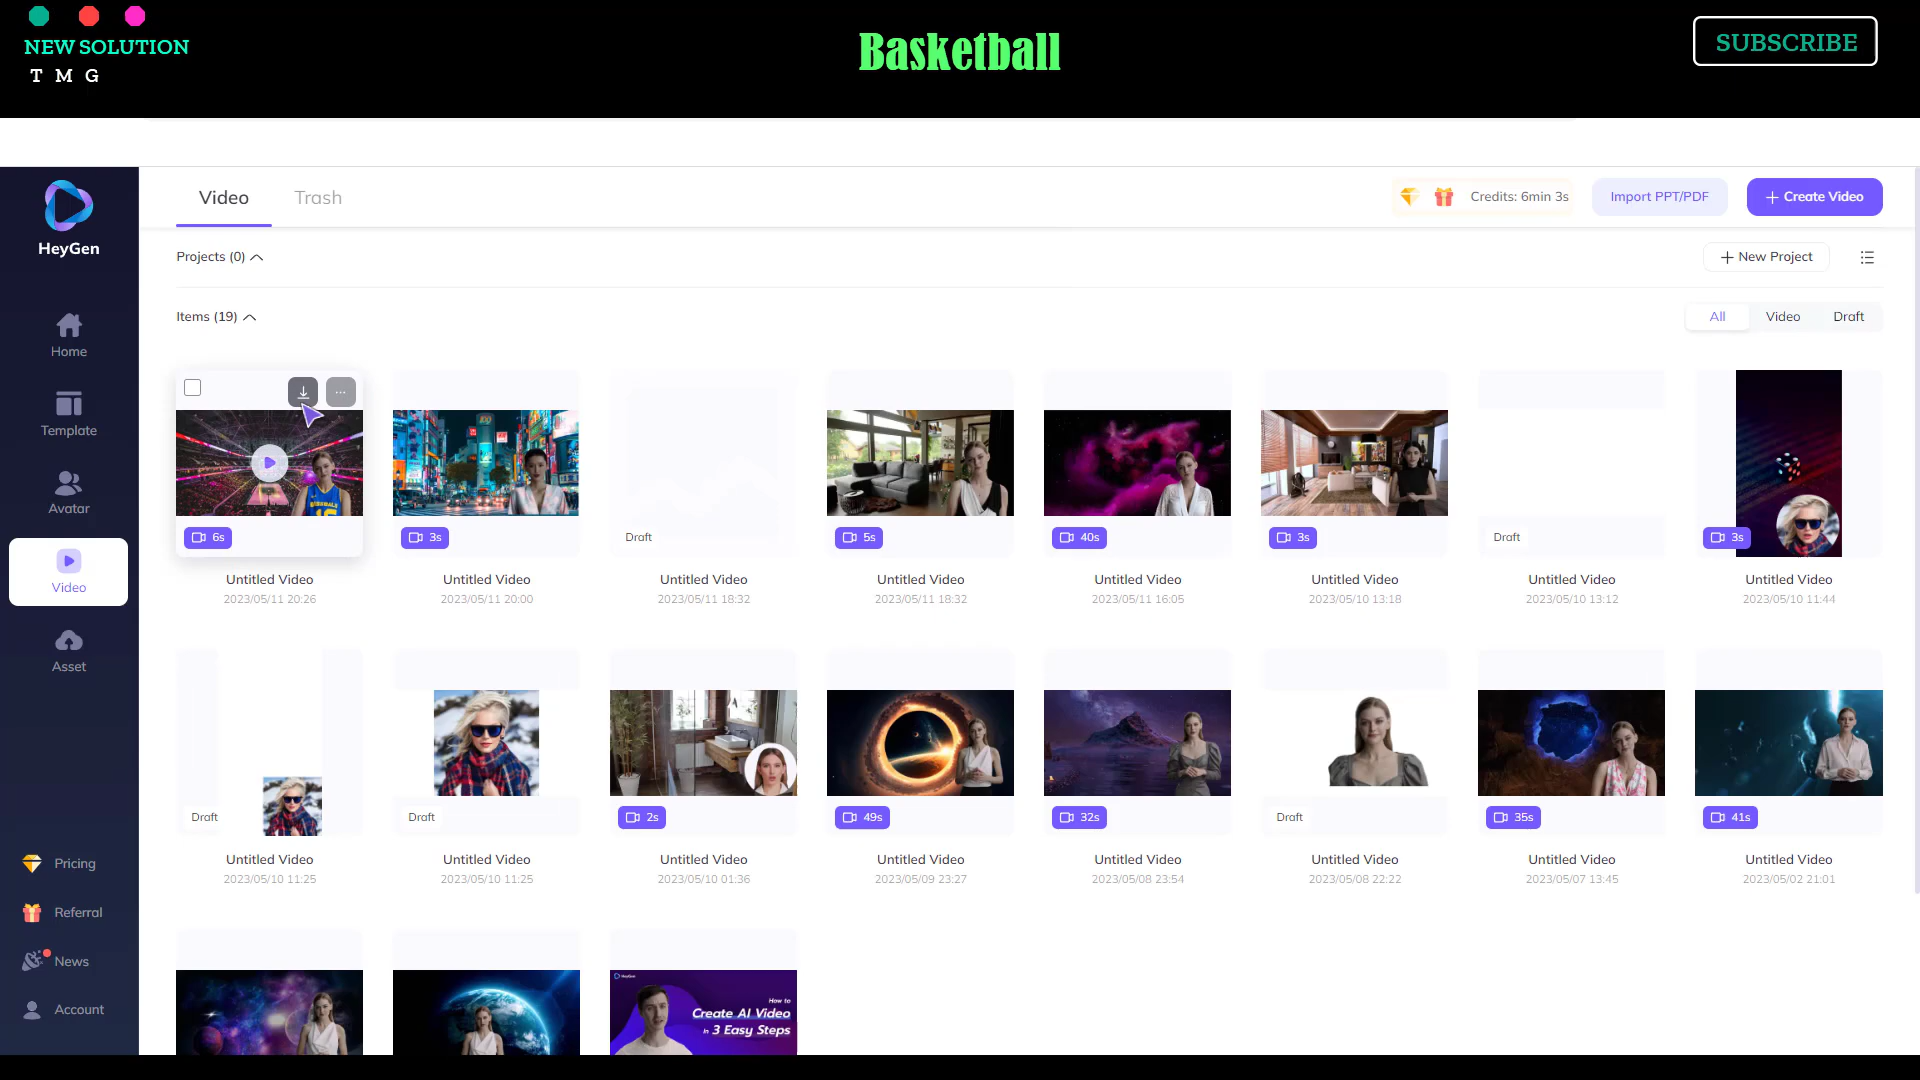 NEW SOLUTION
T M G
Basketball
SUBSCRIBE
HeyGen
Home
Template
Avatar
Video
Asset
Pricing
Referral
News
Account
Video
Trash
Credits: 6min 3s
Import PPT/PDF
+ Create Video
Projects (0)
+ New Project
Items (19)
All
Video
Draft
6s
3s
Draft
5s
40s
3s
Draft
3s
Untitled Video
Untitled Video
Untitled Video
Untitled Video
Untitled Video
Untitled Video
Untitled Video
Untitled Video
2023/05/11 20:26
2023/05/11 20:00
2023/05/11 18:32
2023/05/11 18:32
2023/05/11 16:05
2023/05/10 13:18
2023/05/10 13:12
2023/05/10 11:44
Draft
Draft
2s
49s
32s
Draft
35s
41s
Untitled Video
Untitled Video
Untitled Video
Untitled Video
Untitled Video
Untitled Video
Untitled Video
Untitled Video
2023/05/10 11:25
2023/05/10 11:25
2023/05/10 01:36
2023/05/09 23:27
2023/05/08 23:54
2023/05/08 22:22
2023/05/07 13:45
2023/05/02 21:01
HeyGen
How to
Create AI Video
in 3 Easy Steps